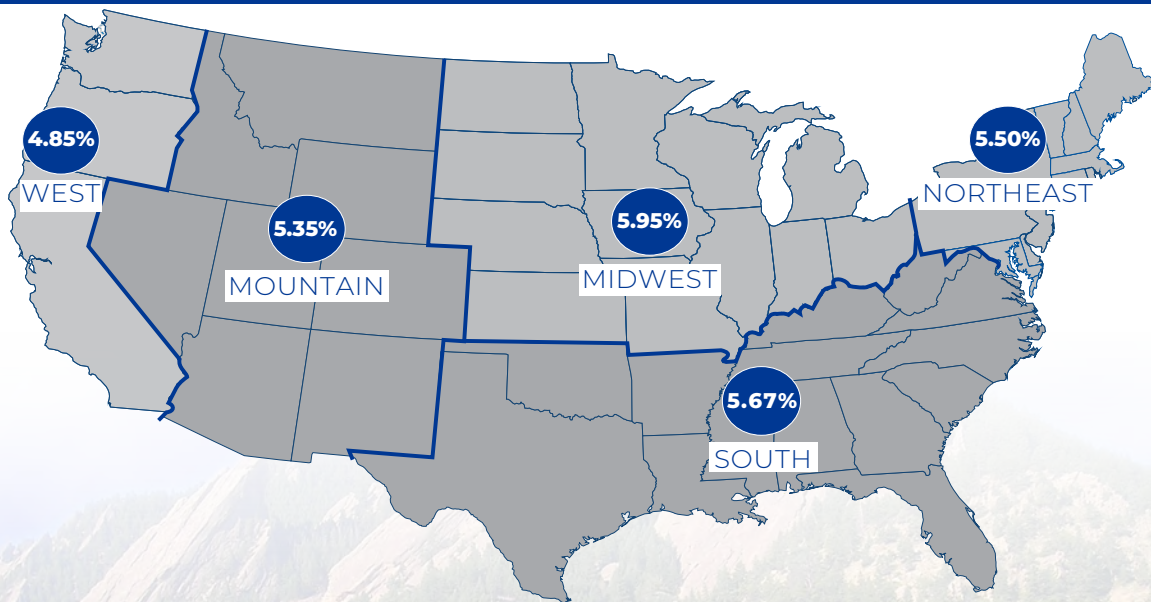 4.85%
WEST
5.35%
MOUNTAIN
5.95%
MIDWEST
5.50%
NORTHEAST
5.67%
SOUTH